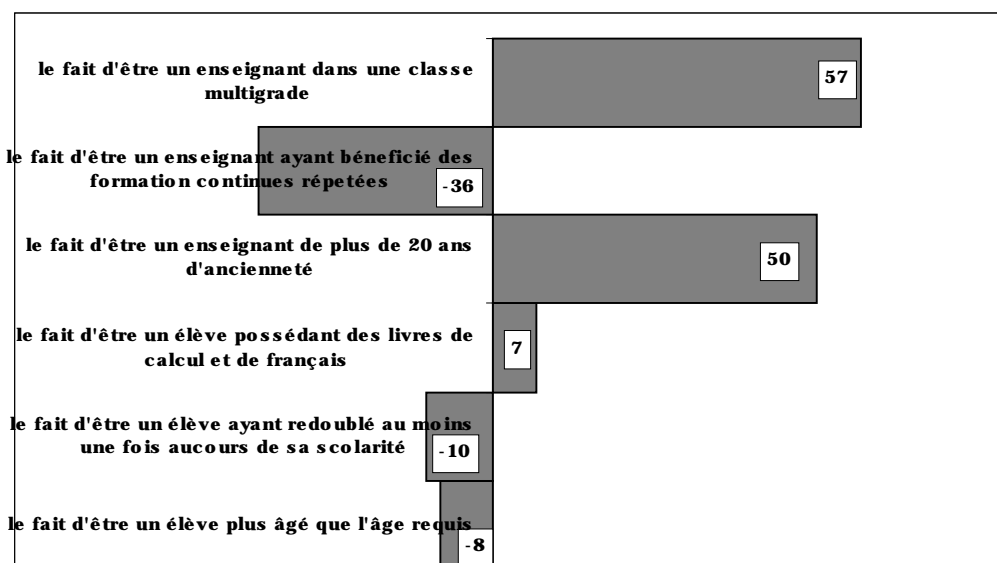 le fait d'être un enseignant dans une classe
multigrade
57
le fait d'être un enseignant ayant béneficié des
formation continues répetées
-36
le fait d'être un enseignant de plus de 20 ans
d'ancienneté
50
le fait d'être un élève possédant des livres de
calcul et de français
7
le fait d'être un élève ayant redoublé au moins
une fois aucours de sa scolarité
-10
le fait d'être un élève plus âgé que l'âge requis
-8